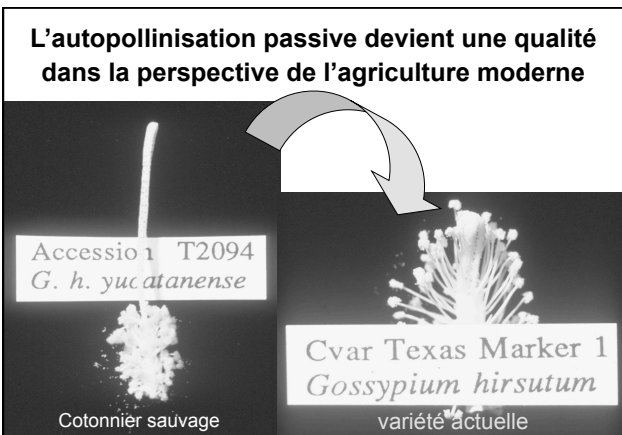 L'autopollinisation passive devient une qualité
dans la perspective de l'agriculture moderne
Accession T2094
G. h. yucatanense
Cotonnier sauvage
Cvar Texas Marker 1
Gossypium hirsutum
variété actuelle